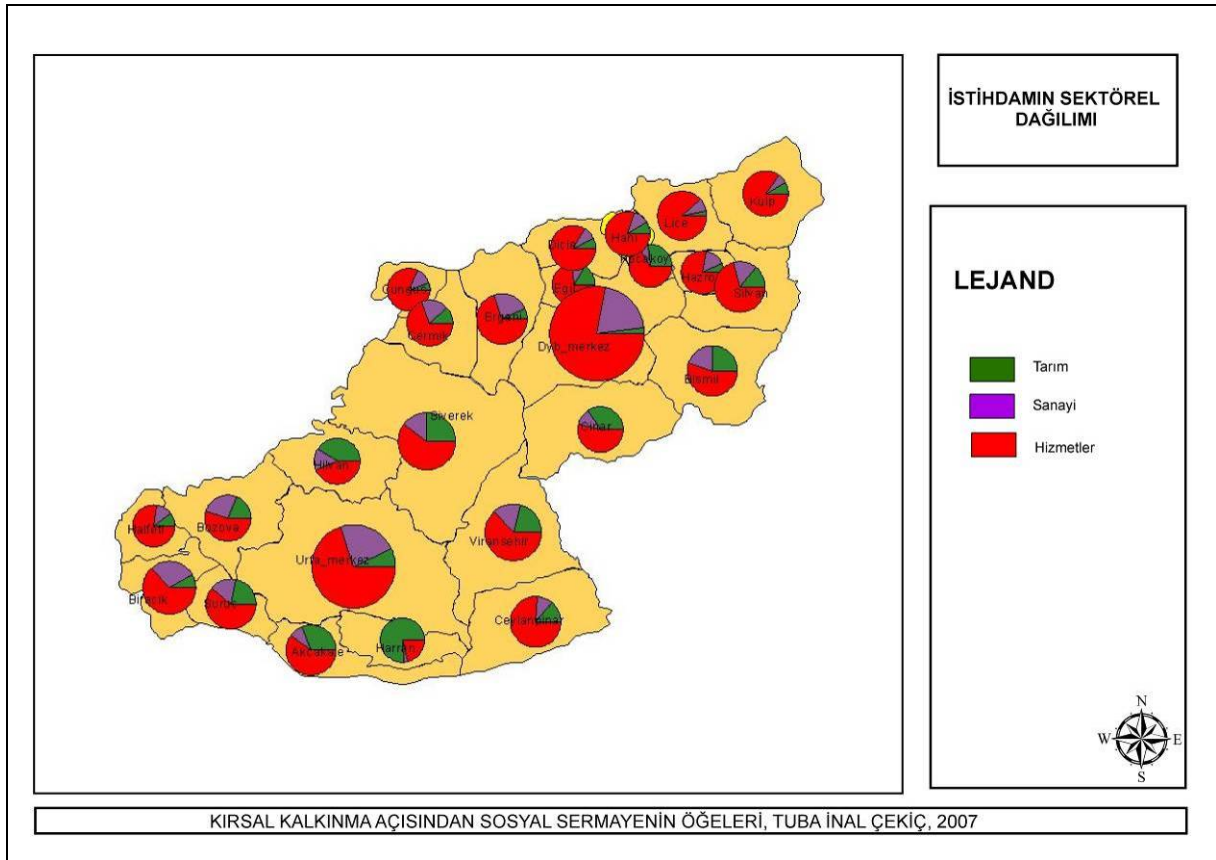 İSTİHDAMIN SEKTÖREL
DAĞILIMI
LEJAND
Tarım
Sanayi
Hizmetler
Kulp
Lice
Hani
Dicle
Kocaköy
Hazro
Silvan
Egil
Çüngüş
Çermik
Ergani
Dyb_merkez
Bismil
Çınar
Siverek
Hilvan
Halfeti
Bozova
Viranşehir
Urfa_merkez
Birecik
Suruç
Ceylanpınar
Akçakale
Harran
N
W
E
S
KIRSAL KALKINMA AÇISINDAN SOSYAL SERMAYENİN ÖĞELERİ, TUBA İNAL ÇEKİÇ, 2007